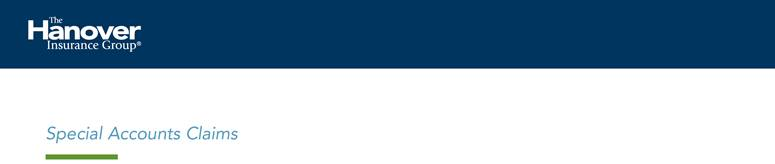 The
Hanover
Insurance Group®
Special Accounts Claims